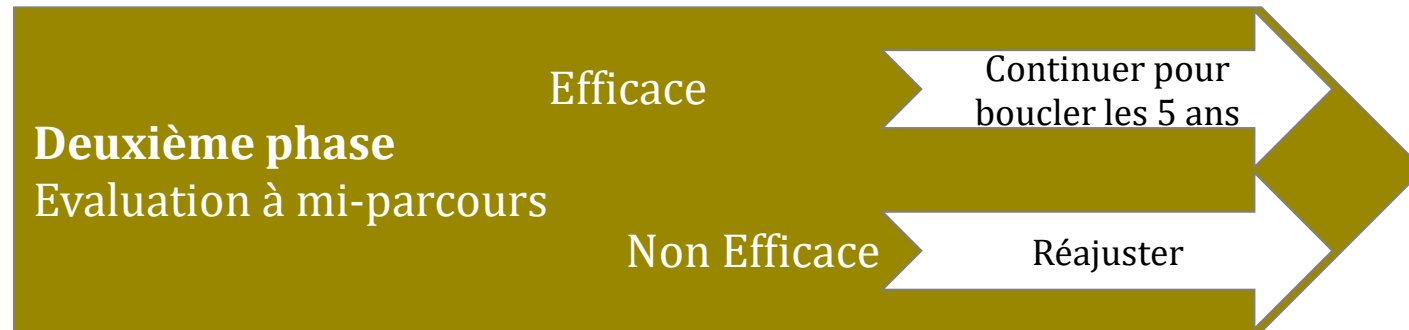 Efficace
Continuer pour
boucler les 5 ans
Deuxième phase
Evaluation à mi-parcours
Non Efficace
Réajuster